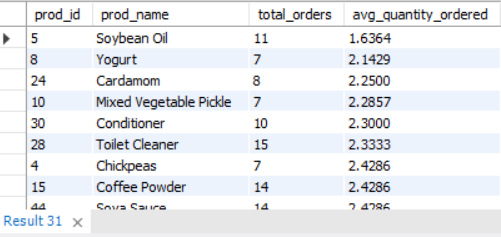 prod_id prod_name total_orders avg_quantity_ordered
5 Soybean Oil 11 1.6364
8 Yogurt 7 2.1429
24 Cardamom 8 2.2500
10 Mixed Vegetable Pickle 7 2.2857
30 Conditioner 10 2.3000
28 Toilet Cleaner 15 2.3333
4 Chickpeas 7 2.4286
15 Coffee Powder 14 2.4286
44 Soya Sauce 14 2.4286
Result 31